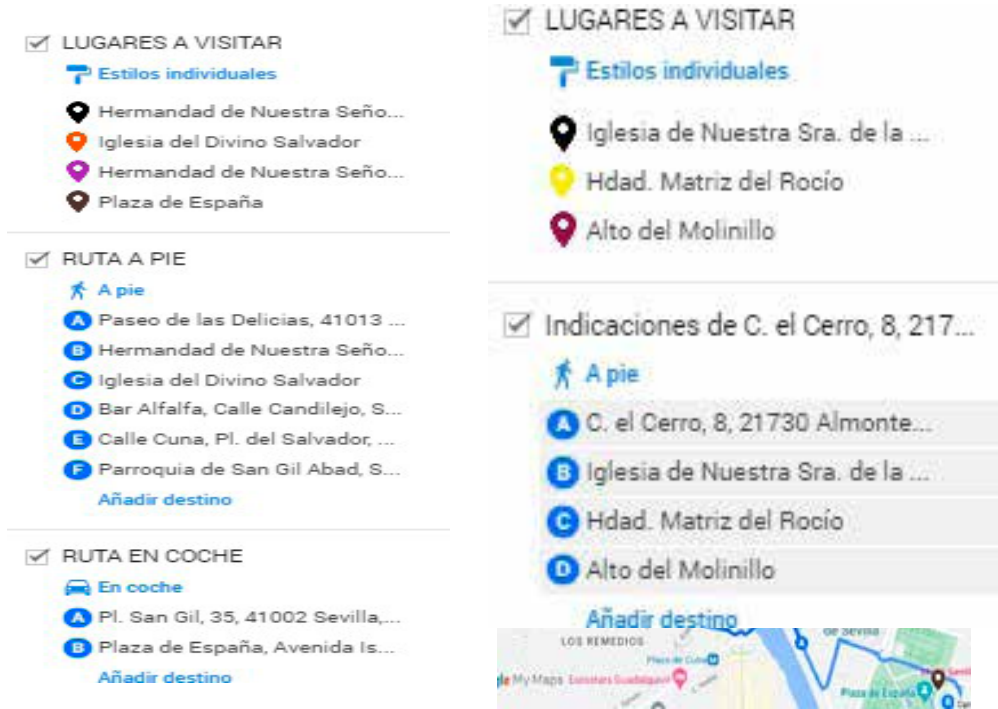 LUGARES A VISITAR
Estilos individuales
Hermandad de Nuestra Seño...
Iglesia del Divino Salvador
Hermandad de Nuestra Seño...
Plaza de España
RUTA A PIE
A pie
A Paseo de las Delicias, 41013 ...
B Hermandad de Nuestra Seño...
C Iglesia del Divino Salvador
D Bar Alfalfa, Calle Candilejo, S...
E Calle Cuna, Pl. del Salvador, ...
F Parroquia de San Gil Abad, S...
Añadir destino
RUTA EN COCHE
En coche
A Pl. San Gil, 35, 41002 Sevilla,...
B Plaza de España, Avenida Is...
Añadir destino
LUGARES A VISITAR
Estilos individuales
Iglesia de Nuestra Sra. de la ...
Hdad. Matriz del Rocío
Alto del Molinillo
Indicaciones de C. el Cerro, 8, 217...
A pie
A C. el Cerro, 8, 21730 Almonte...
B Iglesia de Nuestra Sra. de la ...
C Hdad. Matriz del Rocío
D Alto del Molinillo
Añadir destino
LOS REMEDIOS
de Sevilla
Plaza de Cuba
My Maps
Plaza de España